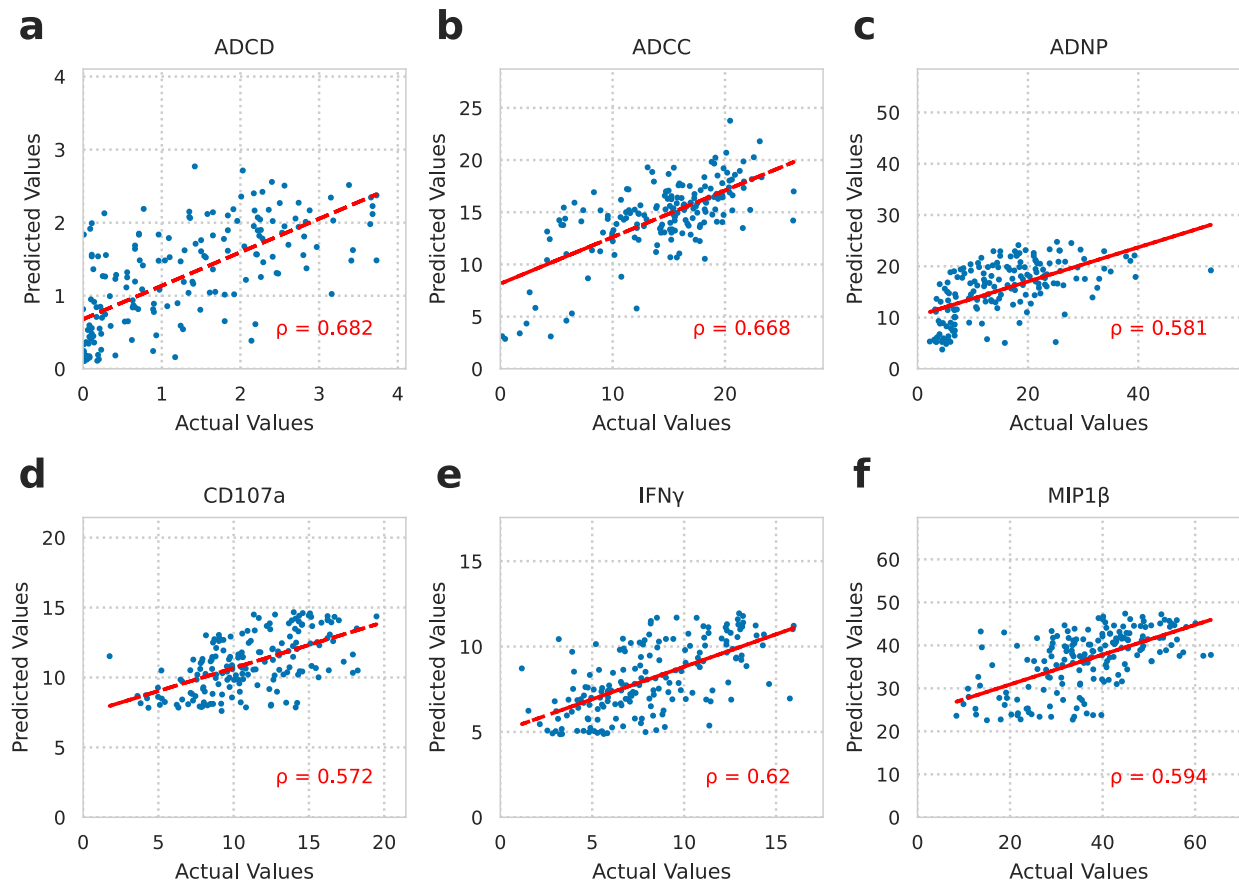 a
ADCD
Predicted Values
4
3
2
1
0
0 1 2 3 4
Actual Values
ρ = 0.682
b
ADCC
Predicted Values
25
20
15
10
5
0
0 10 20
Actual Values
ρ = 0.668
c
ADNP
Predicted Values
50
40
30
20
10
0
0 20 40
Actual Values
ρ = 0.581
d
CD107a
Predicted Values
20
15
10
5
0
0 5 10 15 20
Actual Values
ρ = 0.572
e
IFNγ
Predicted Values
15
10
5
0
0 5 10 15
Actual Values
ρ = 0.62
f
MIP1β
Predicted Values
70
60
50
40
30
20
10
0
0 20 40 60
Actual Values
ρ = 0.594